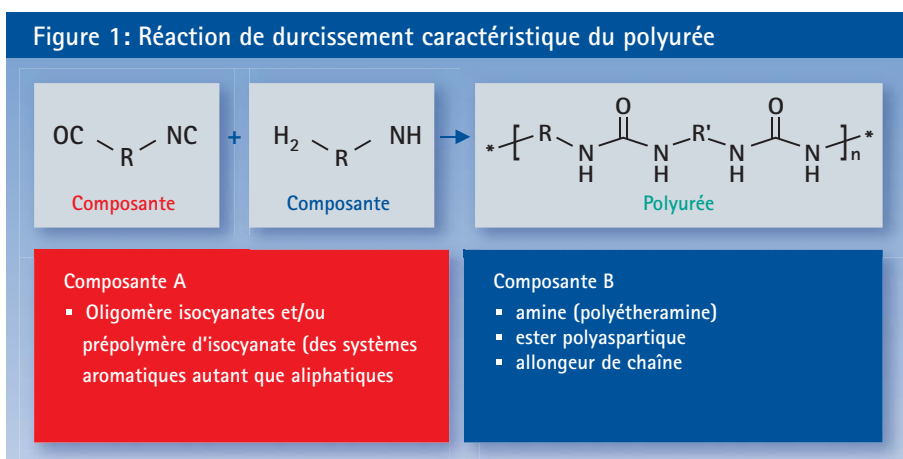 Figure 1: Réaction de durcissement caractéristique du polyurée
OC R NC + H₂ R NH → * [ R N H O N H R' N H O N H ]n *
Composante
Composante
Polyurée
Composante A
▪ Oligomère isocyanates et/ou
prépolymère d'isocyanate (des systèmes
aromatiques autant que aliphatiques
Composante B
▪ amine (polyétheramine)
▪ ester polyaspartique
▪ allongeur de chaîne